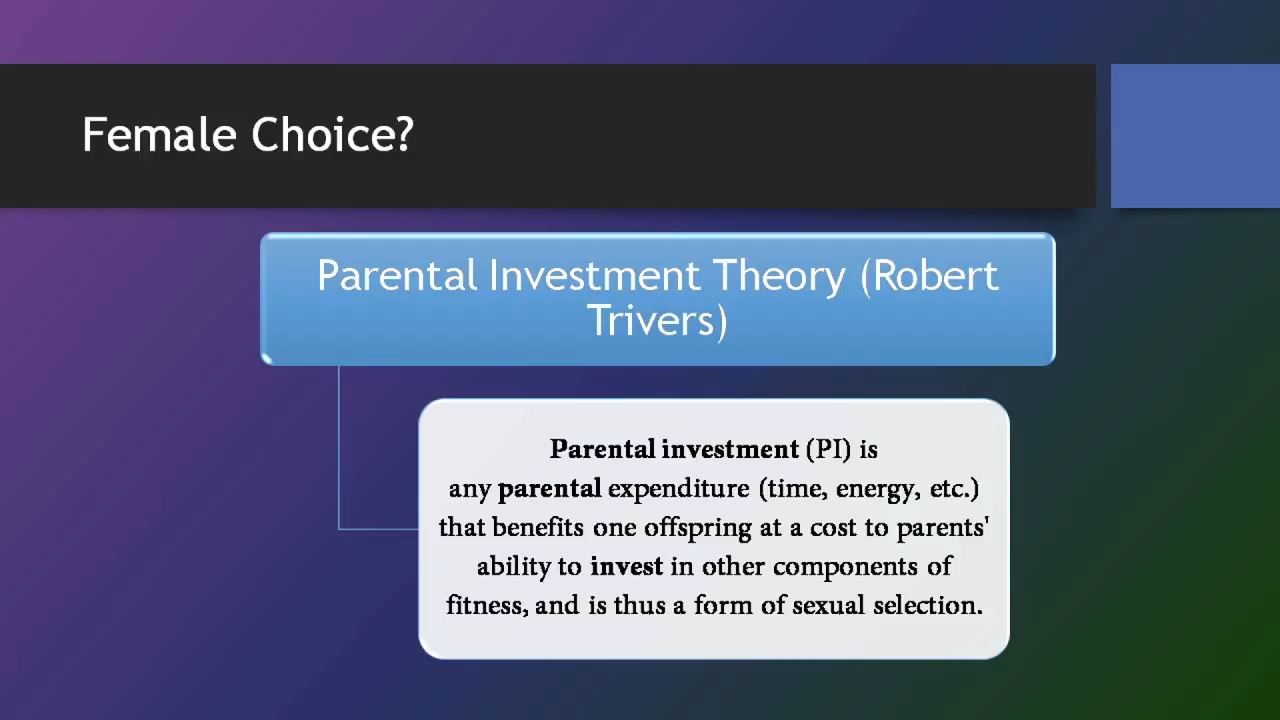 Female Choice?
Parental Investment Theory (Robert
Trivers)
Parental investment (PI) is
any parental expenditure (time, energy, etc.)
that benefits one offspring at a cost to parents'
ability to invest in other components of
fitness, and is thus a form of sexual selection.